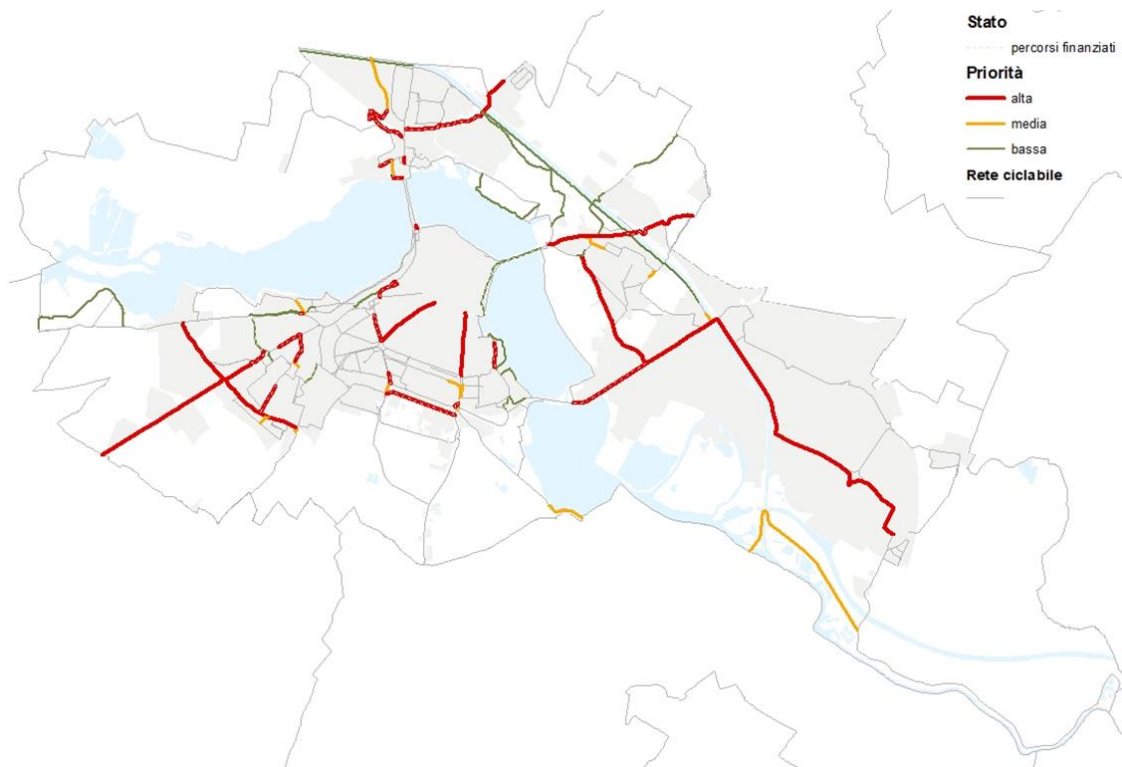 Stato
percorsi finanziati
Priorità
alta
media
bassa
Rete ciclabile